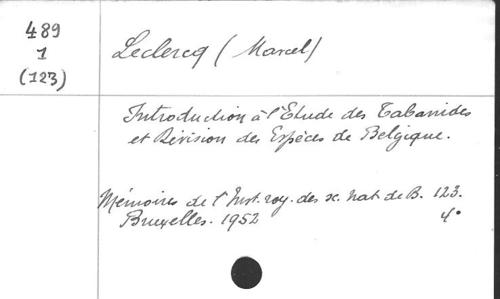 489
1
(123)
Leclercq (Marcel)
Introduction à l'Etude des Tabanides
et Révision des Espèces de Belgique.
Mémoires de l'Inst. roy. des sc. nat. de B. 123.
Bruxelles. 1952 4°